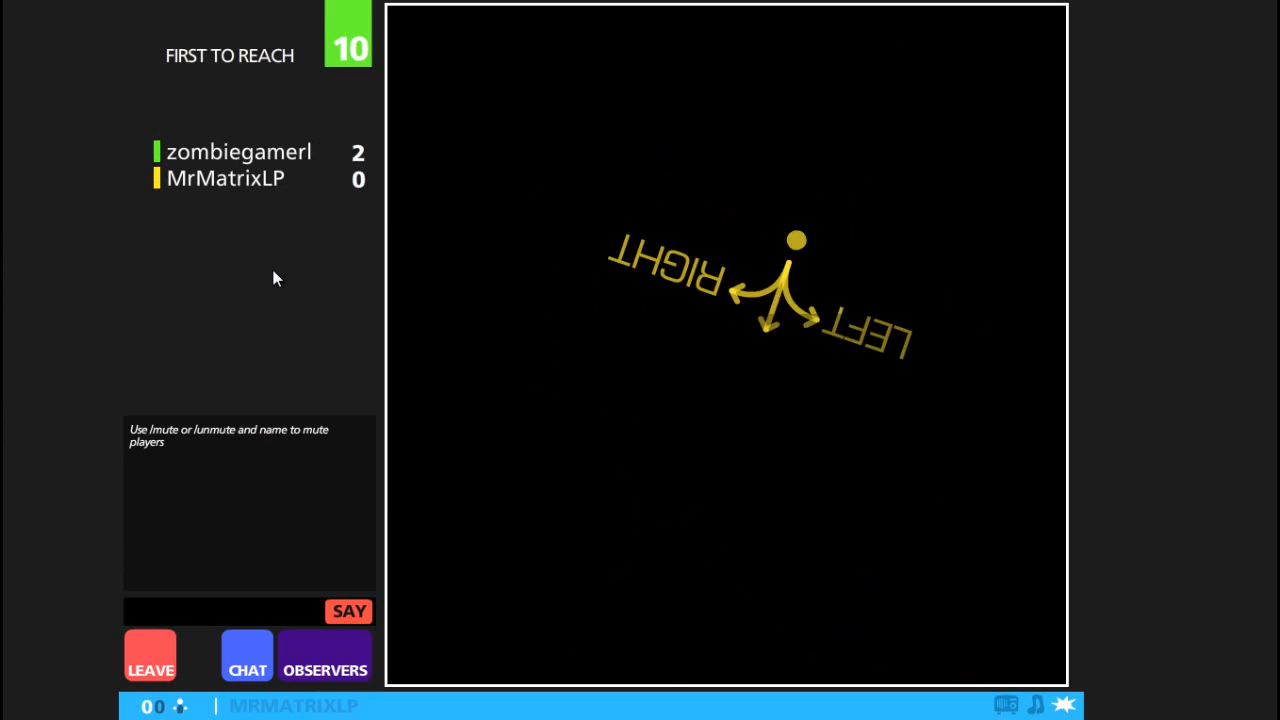 FIRST TO REACH 10
zombiegamerl 2
MrMatrixLP 0
RIGHT
LEFT
Use /mute or /unmute and name to mute
players
SAY
LEAVE
CHAT
OBSERVERS
00
MRMATRIXLP